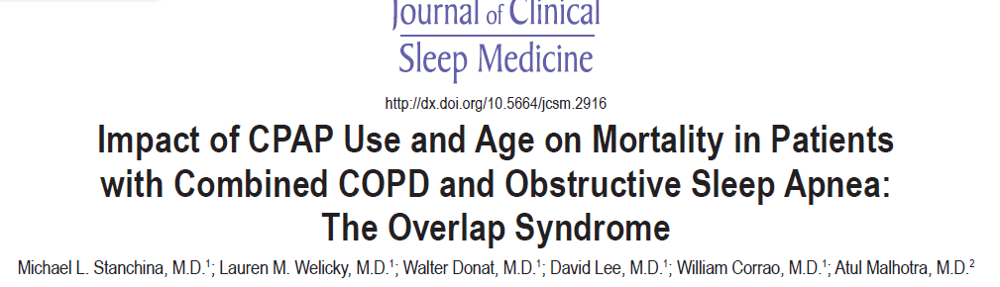 Journal of Clinical
Sleep Medicine
http://dx.doi.org/10.5664/jcsm.2916
Impact of CPAP Use and Age on Mortality in Patients
with Combined COPD and Obstructive Sleep Apnea:
The Overlap Syndrome
Michael L. Stanchina, M.D.¹; Lauren M. Welicky, M.D.¹; Walter Donat, M.D.¹; David Lee, M.D.¹; William Corrao, M.D.¹; Atul Malhotra, M.D.²